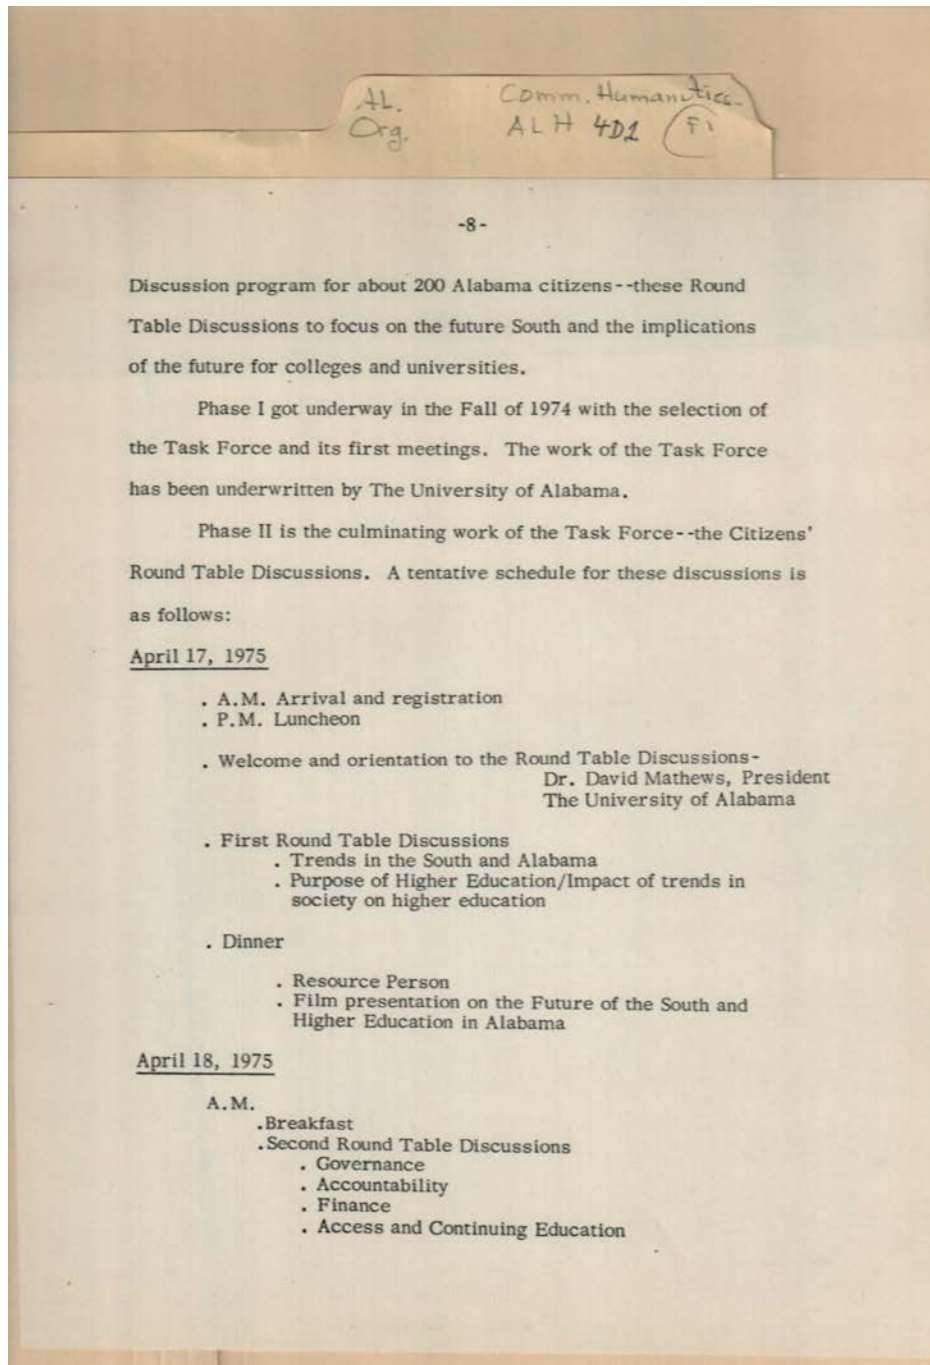 AL. Comm. Humanities.
Org. ALH 4D1 F1
-8-
Discussion program for about 200 Alabama citizens--these Round
Table Discussions to focus on the future South and the implications
of the future for colleges and universities.
Phase I got underway in the Fall of 1974 with the selection of
the Task Force and its first meetings. The work of the Task Force
has been underwritten by The University of Alabama.
Phase II is the culminating work of the Task Force--the Citizens'
Round Table Discussions. A tentative schedule for these discussions is
as follows:
April 17, 1975
. A.M. Arrival and registration
. P.M. Luncheon
. Welcome and orientation to the Round Table Discussions-
Dr. David Mathews, President
The University of Alabama
. First Round Table Discussions
. Trends in the South and Alabama
. Purpose of Higher Education/Impact of trends in
society on higher education
. Dinner
. Resource Person
. Film presentation on the Future of the South and
Higher Education in Alabama
April 18, 1975
A.M.
.Breakfast
.Second Round Table Discussions
. Governance
. Accountability
. Finance
. Access and Continuing Education